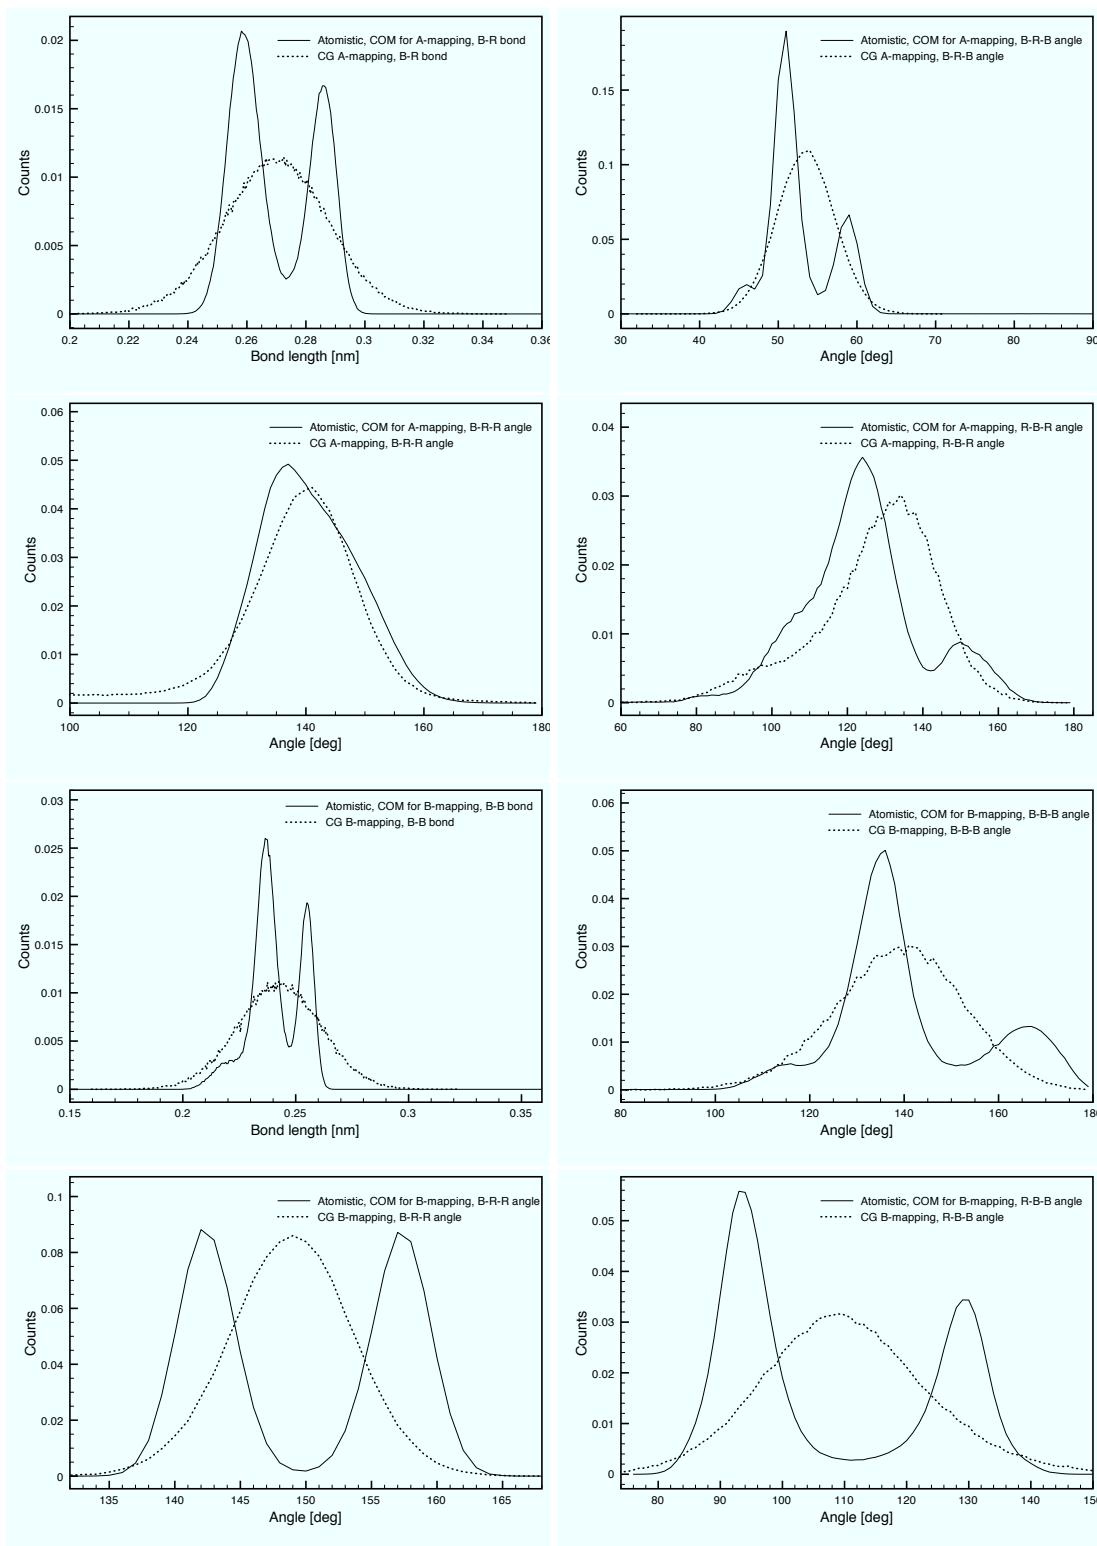 Atomistic, COM for A-mapping, B-R bond
CG A-mapping, B-R bond
0.02
0.015
0.01
0.005
0
Counts
0.2 0.22 0.24 0.26 0.28 0.3 0.32 0.34 0.36
Bond length [nm]
Atomistic, COM for A-mapping, B-R-B angle
CG A-mapping, B-R-B angle
0.15
0.1
0.05
0
Counts
30 40 50 60 70 80 90
Angle [deg]
Atomistic, COM for A-mapping, B-R-R angle
CG A-mapping, B-R-R angle
0.06
0.05
0.04
0.03
0.02
0.01
0
Counts
100 120 140 160 180
Angle [deg]
Atomistic, COM for A-mapping, R-B-R angle
CG A-mapping, R-B-R angle
0.04
0.03
0.02
0.01
0
Counts
60 80 100 120 140 160 180
Angle [deg]
Atomistic, COM for B-mapping, B-B bond
CG B-mapping, B-B bond
0.03
0.025
0.02
0.015
0.01
0.005
0
Counts
0.15 0.2 0.25 0.3 0.35
Bond length [nm]
Atomistic, COM for B-mapping, B-B-B angle
CG B-mapping, B-B-B angle
0.06
0.05
0.04
0.03
0.02
0.01
0
Counts
80 100 120 140 160 180
Angle [deg]
Atomistic, COM for B-mapping, B-R-R angle
CG B-mapping, B-R-R angle
0.1
0.08
0.06
0.04
0.02
0
Counts
135 140 145 150 155 160 165
Angle [deg]
Atomistic, COM for B-mapping, R-B-B angle
CG B-mapping, R-B-B angle
0.05
0.04
0.03
0.02
0.01
0
Counts
80 90 100 110 120 130 140 150
Angle [deg]